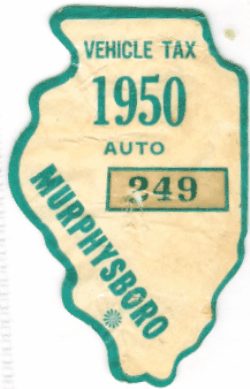 VEHICLE TAX
1950
AUTO
249
MURPHYSBORO